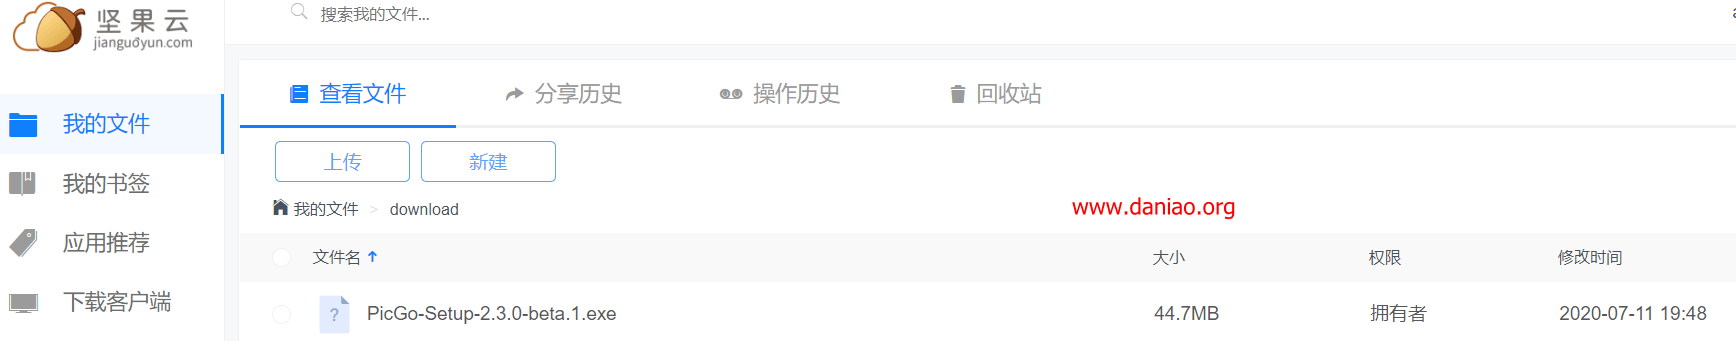 坚果云
jianguoyun.com
搜索我的文件...
查看文件 分享历史 操作历史 回收站
我的文件
上传 新建
我的书签
我的文件 > download
www.daniao.org
应用推荐
文件名 大小 权限 修改时间
下载客户端
PicGo-Setup-2.3.0-beta.1.exe 44.7MB 拥有者 2020-07-11 19:48